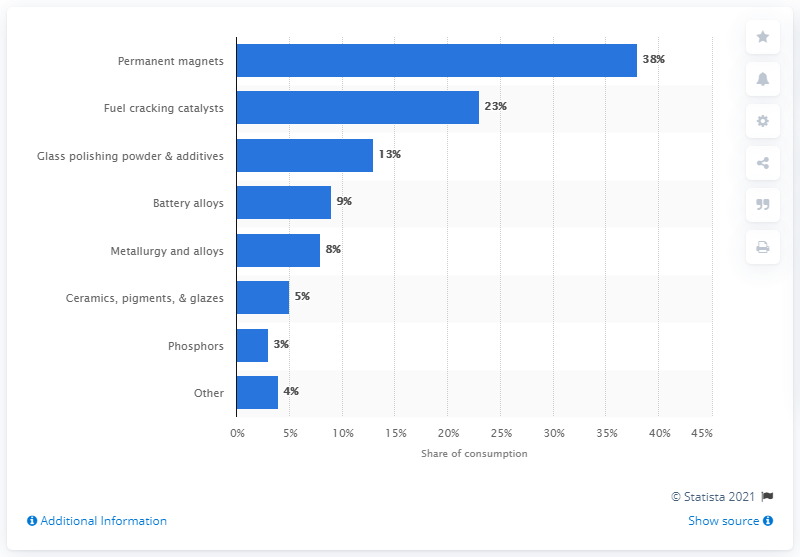 Permanent magnets 38%
Fuel cracking catalysts 23%
Glass polishing powder & additives 13%
Battery alloys 9%
Metallurgy and alloys 8%
Ceramics, pigments, & glazes 5%
Phosphors 3%
Other 4%
0% 5% 10% 15% 20% 25% 30% 35% 40% 45%
Share of consumption
© Statista 2021
Additional Information Show source